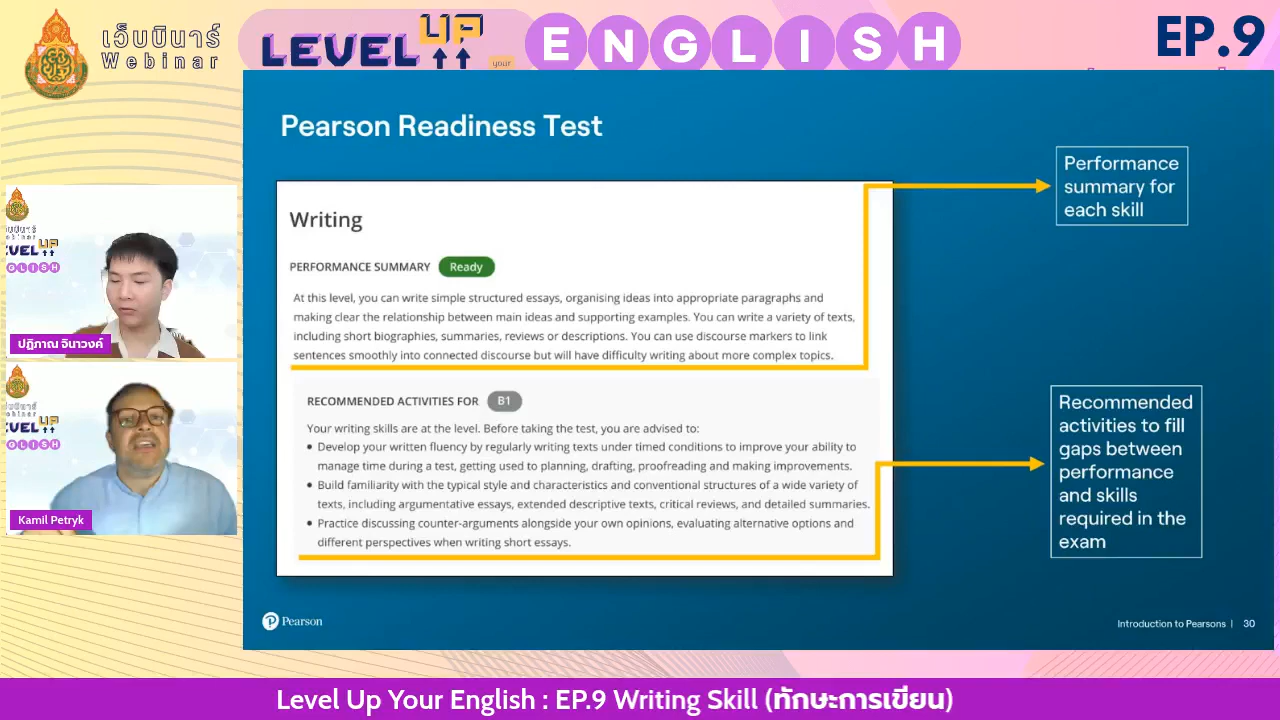 เว็บบินาร์
Webinar
LEVEL UP
your
ENGLISH
EP.9
Pearson Readiness Test
Writing
PERFORMANCE SUMMARY Ready
At this level, you can write simple structured essays, organising ideas into appropriate paragraphs and
making clear the relationship between main ideas and supporting examples. You can write a variety of texts,
including short biographies, summaries, reviews or descriptions. You can use discourse markers to link
sentences smoothly into connected discourse but will have difficulty writing about more complex topics.
RECOMMENDED ACTIVITIES FOR B1
Your writing skills are at the level. Before taking the test, you are advised to:
• Develop your written fluency by regularly writing texts under timed conditions to improve your ability to
manage time during a test, getting used to planning, drafting, proofreading and making improvements.
• Build familiarity with the typical style and characteristics and conventional structures of a wide variety of
texts, including argumentative essays, extended descriptive texts, critical reviews, and detailed summaries.
• Practice discussing counter-arguments alongside your own opinions, evaluating alternative options and
different perspectives when writing short essays.
Performance
summary for
each skill
Recommended
activities to fill
gaps between
performance
and skills
required in the
exam
Pearson
Introduction to Pearsons | 30
ปฏิภาณ จินาวงค์
Kamil Petryk
Level Up Your English : EP.9 Writing Skill (ทักษะการเขียน)